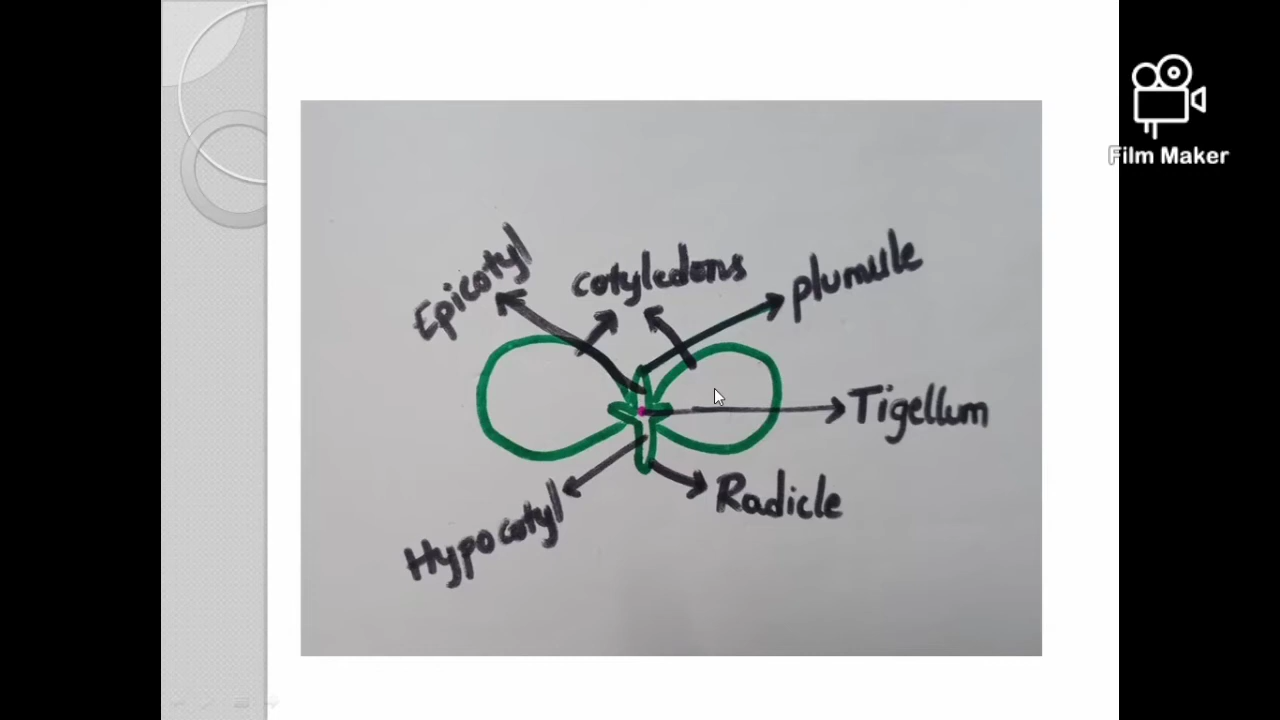 Epicotyl
cotyledons
plumule
Tigellum
Radicle
Hypocotyl
Film Maker